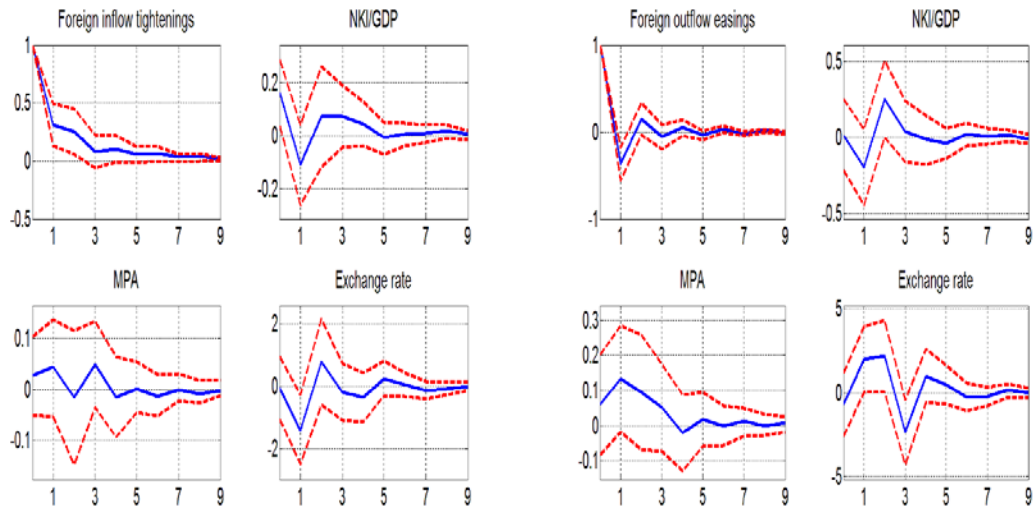 Foreign inflow tightenings
NKI/GDP
Foreign outflow easings
NKI/GDP
1
0.5
0
-0.5
1 3 5 7 9
0.2
0
-0.2
1 3 5 7 9
1
0
-1
1 3 5 7 9
0.5
0
-0.5
1 3 5 7 9
MPA
Exchange rate
MPA
Exchange rate
0.1
0
-0.1
1 3 5 7 9
2
0
-2
1 3 5 7 9
0.3
0.2
0.1
0
-0.1
1 3 5 7 9
5
0
-5
1 3 5 7 9